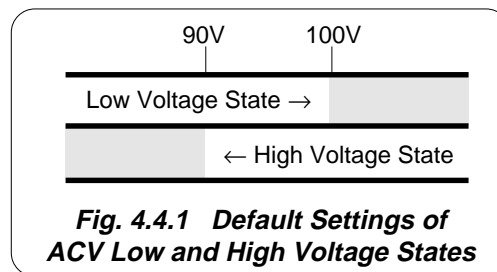 90V 100V
Low Voltage State →
← High Voltage State
Fig. 4.4.1 Default Settings of
ACV Low and High Voltage States